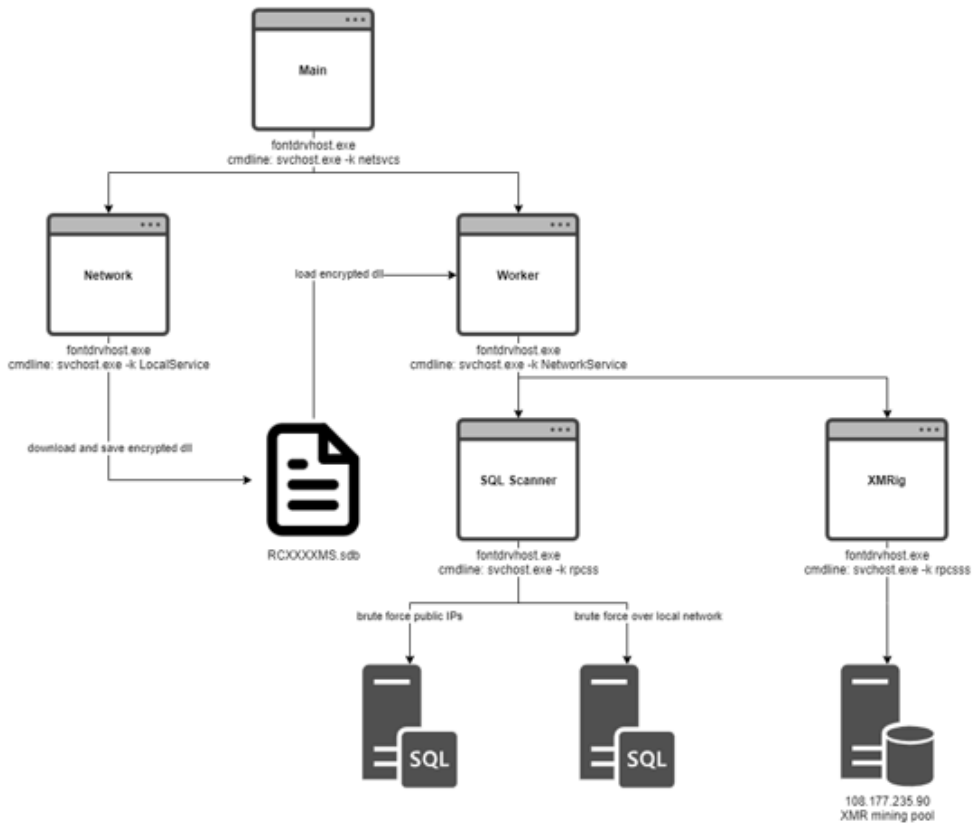 Main
fontdrvhost.exe
cmdline: svchost.exe -k netsvcs
Network
load encrypted dll
Worker
fontdrvhost.exe
cmdline: svchost.exe -k LocalService
fontdrvhost.exe
cmdline: svchost.exe -k NetworkService
download and save encrypted dll
RCXXXXMS.sdb
SQL Scanner
XMRig
fontdrvhost.exe
cmdline: svchost.exe -k rpcss
fontdrvhost.exe
cmdline: svchost.exe -k rpcsss
brute force public IPs
brute force over local network
SQL
SQL
108.177.235.90
XMR mining pool